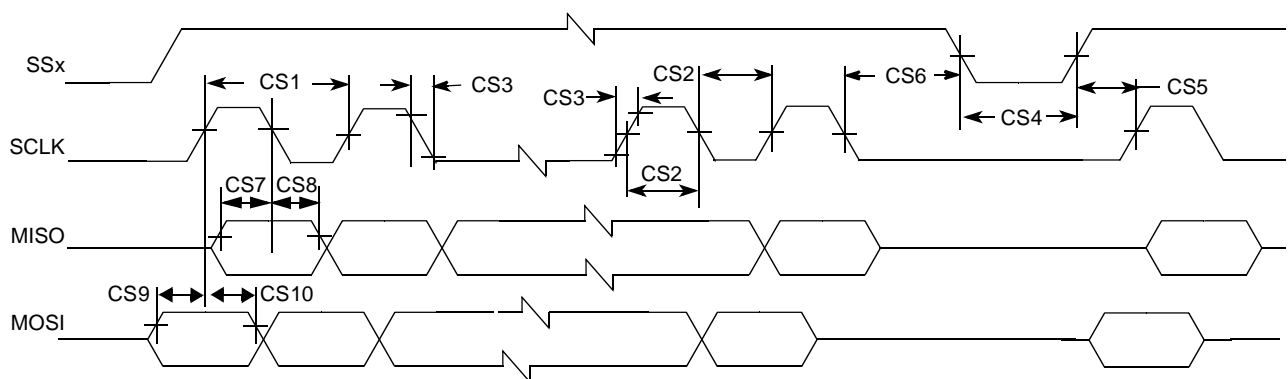 SSx
CS1
CS3
CS3
CS2
CS6
CS4
CS5
SCLK
CS2
CS7
CS8
MISO
CS9
CS10
MOSI